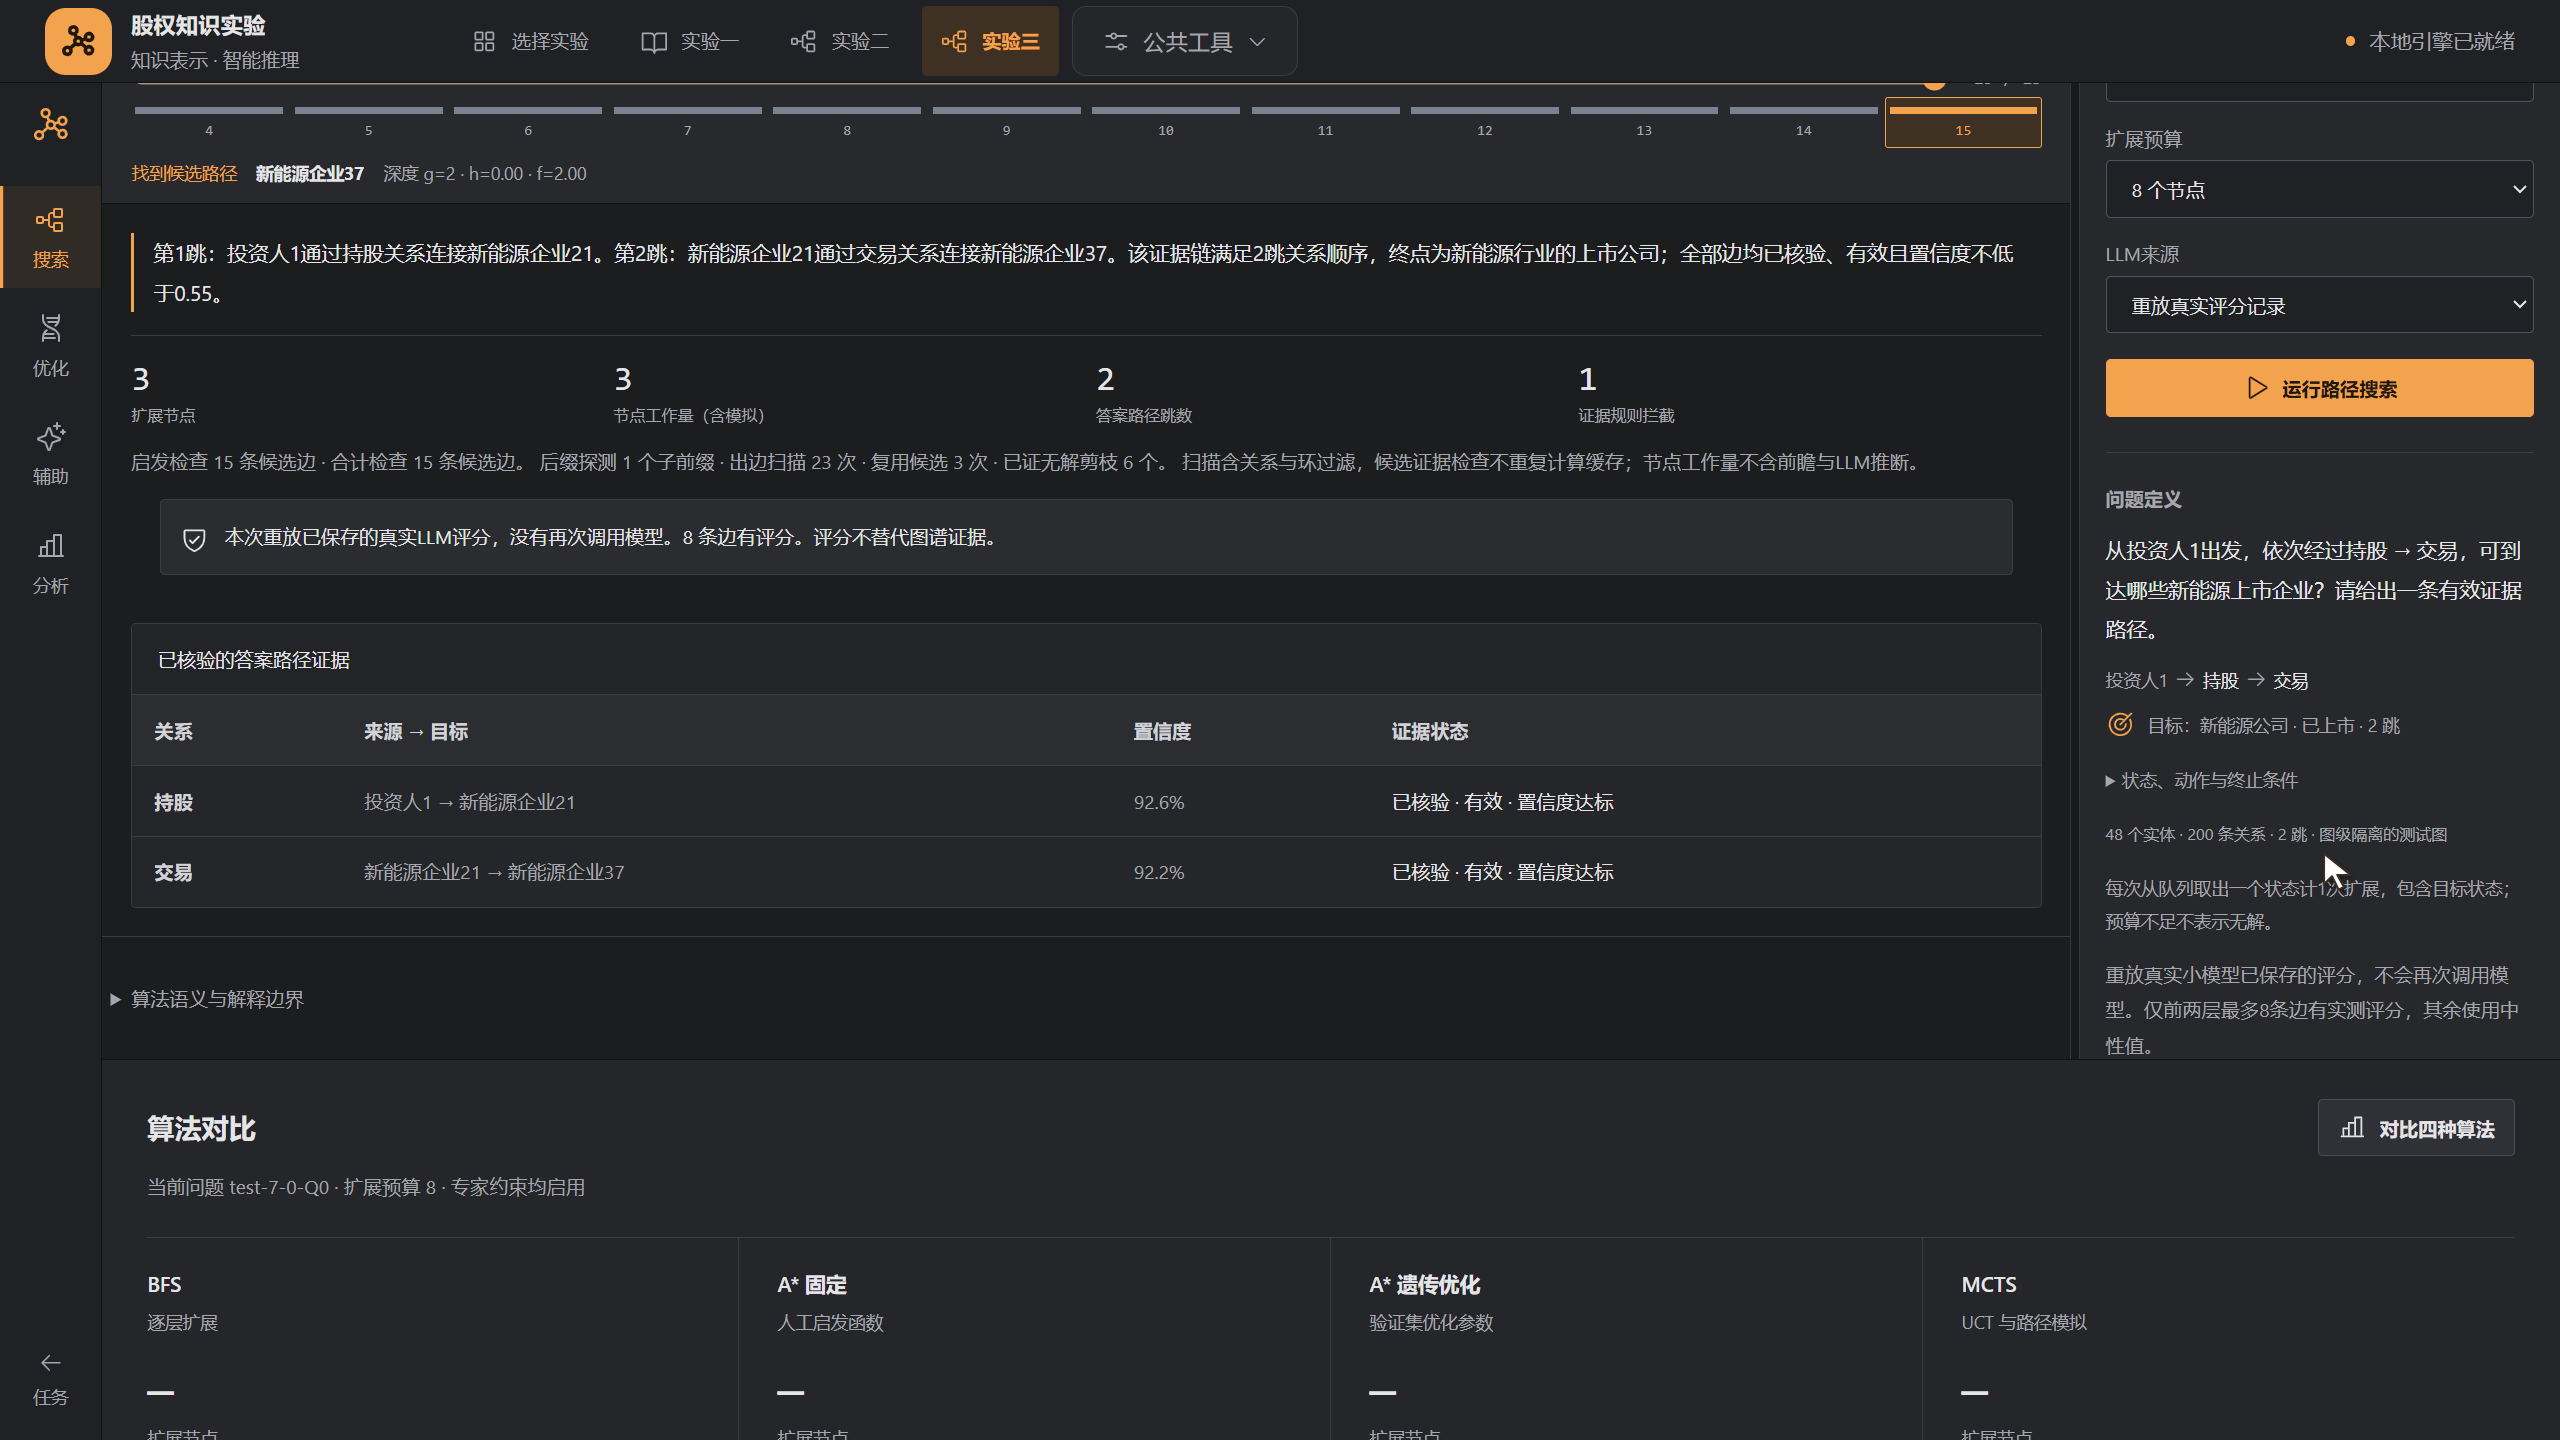 股权知识实验
知识表示 · 智能推理
选择实验
实验一
实验二
实验三
公共工具
本地引擎已就绪
搜索
优化
辅助
分析
任务
4 5 6 7 8 9 10 11 12 13 14 15
找到候选路径 新能源企业37 深度 g=2 · h=0.00 · f=2.00
第1跳：投资人1通过持股关系连接新能源企业21。第2跳：新能源企业21通过交易关系连接新能源企业37。该证据链满足2跳关系顺序，终点为新能源行业的上市公司；全部边均已核验、有效且置信度不低
于0.55。
3
扩展节点
3
节点工作量（含模拟）
2
答案路径跳数
1
证据规则拦截
启发检查 15 条候选边 · 合计检查 15 条候选边。 后缀探测 1 个子前缀 · 出边扫描 23 次 · 复用候选 3 次 · 已证无解剪枝 6 个。 扫描含关系与环过滤，候选证据检查不重复计算缓存；节点工作量不含前瞻与LLM推断。
本次重放已保存的真实LLM评分，没有再次调用模型。8 条边有评分。评分不替代图谱证据。
已核验的答案路径证据
关系 来源 → 目标 置信度 证据状态
持股 投资人1 → 新能源企业21 92.6% 已核验 · 有效 · 置信度达标
交易 新能源企业21 → 新能源企业37 92.2% 已核验 · 有效 · 置信度达标
算法语义与解释边界
扩展预算
8 个节点
LLM来源
重放真实评分记录
运行路径搜索
问题定义
从投资人1出发，依次经过持股 → 交易，可到
达哪些新能源上市企业？请给出一条有效证据
路径。
投资人1 → 持股 → 交易
目标：新能源公司 · 已上市 · 2 跳
状态、动作与终止条件
48 个实体 · 200 条关系 · 2 跳 · 图级隔离的测试图
每次从队列取出一个状态计1次扩展，包含目标状态；
预算不足不表示无解。
重放真实小模型已保存的评分，不会再次调用模
型。仅前两层最多8条边有实测评分，其余使用中
性值。
算法对比
对比四种算法
当前问题 test-7-0-Q0 · 扩展预算 8 · 专家约束均启用
BFS
逐层扩展
—
扩展节点
A* 固定
人工启发函数
—
扩展节点
A* 遗传优化
验证集优化参数
—
扩展节点
MCTS
UCT 与路径模拟
—
扩展节点